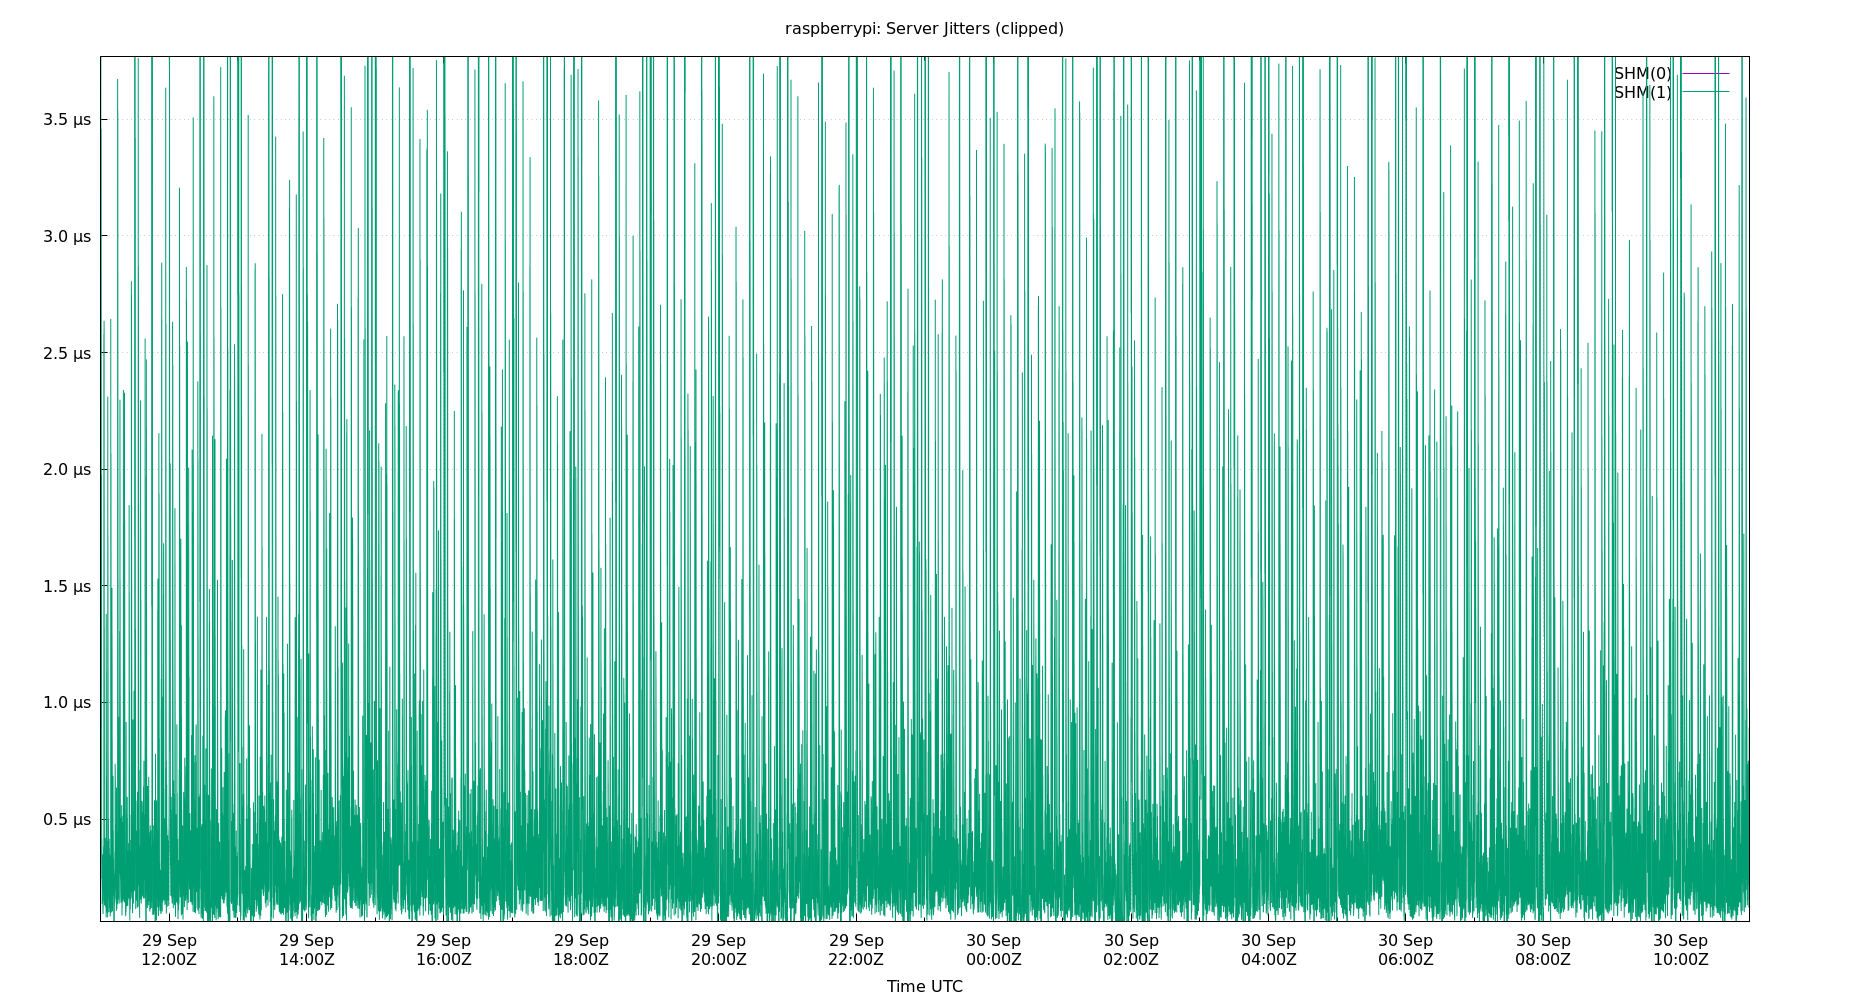 raspberrypi: Server Jitters (clipped)
SHM(0)
SHM(1)
3.5 µs
3.0 µs
2.5 µs
2.0 µs
1.5 µs
1.0 µs
0.5 µs
29 Sep 29 Sep 29 Sep 29 Sep 29 Sep 29 Sep 30 Sep 30 Sep 30 Sep 30 Sep 30 Sep 30 Sep
12:00Z 14:00Z 16:00Z 18:00Z 20:00Z 22:00Z 00:00Z 02:00Z 04:00Z 06:00Z 08:00Z 10:00Z
Time UTC